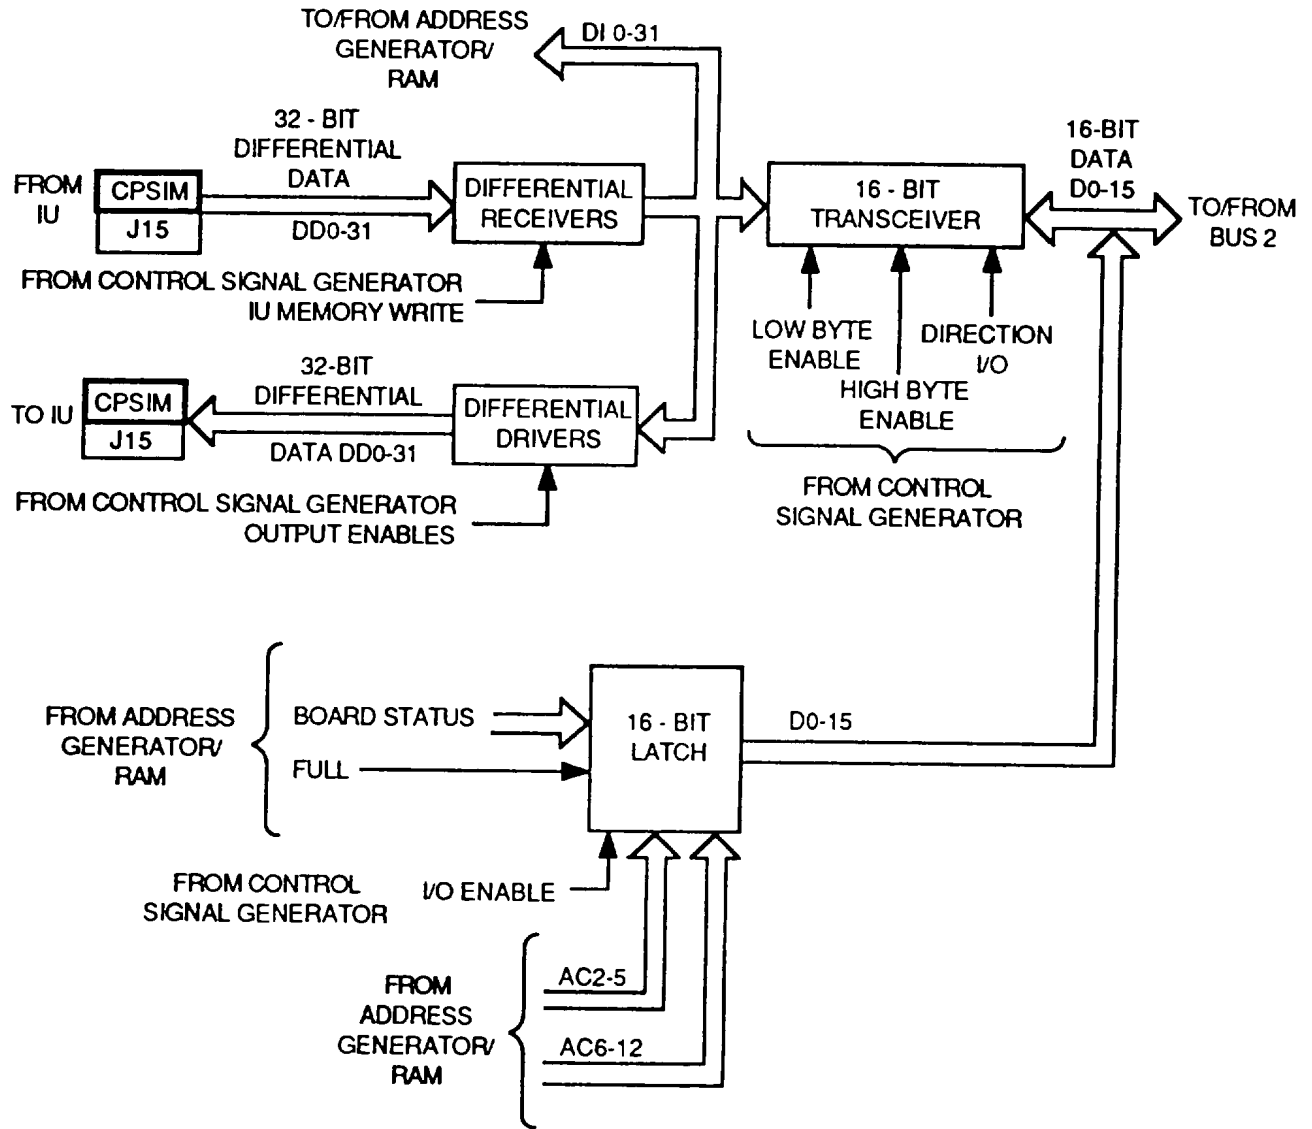 TO/FROM ADDRESS
GENERATOR/
RAM
DI 0-31
32 - BIT
DIFFERENTIAL
DATA
DD0-31
FROM
IU
CPSIM
J15
DIFFERENTIAL
RECEIVERS
16 - BIT
TRANSCEIVER
16-BIT
DATA
D0-15
TO/FROM
BUS 2
FROM CONTROL SIGNAL GENERATOR
IU MEMORY WRITE
LOW BYTE
ENABLE
HIGH BYTE
ENABLE
DIRECTION
I/O
FROM CONTROL
SIGNAL GENERATOR
TO IU
CPSIM
J15
32-BIT
DIFFERENTIAL
DATA DD0-31
DIFFERENTIAL
DRIVERS
FROM CONTROL SIGNAL GENERATOR
OUTPUT ENABLES
FROM ADDRESS
GENERATOR/
RAM
BOARD STATUS
FULL
16 - BIT
LATCH
D0-15
FROM CONTROL
SIGNAL GENERATOR
I/O ENABLE
FROM
ADDRESS
GENERATOR/
RAM
AC2-5
AC6-12